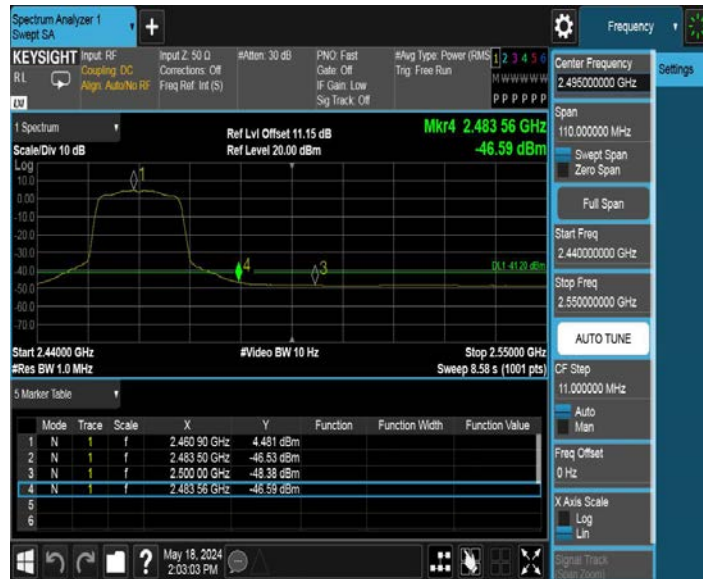 Spectrum Analyzer 1
Swept SA
+
Frequency
KEYSIGHT
RL
LXI
Input: RF
Coupling: DC
Align: Auto/No RF
Input Z: 50 Ω
Corrections: Off
Freq Ref: Int (S)
#Atten: 30 dB
PNO: Fast
Gate: Off
IF Gain: Low
Sig Track: Off
#Avg Type: Power (RMS
Trig: Free Run
1 2 3 4 5 6
M W W W W W
P P P P P P
1 Spectrum
Scale/Div 10 dB
Ref Lvl Offset 11.15 dB
Ref Level 20.00 dBm
Mkr4 2.483 56 GHz
-46.59 dBm
Log
10.0
0.00
-10.0
-20.0
-30.0
-40.0
-50.0
-60.0
-70.0
1
4
3
DL1 -41.20 dBm
Start 2.44000 GHz
#Res BW 1.0 MHz
#Video BW 10 Hz
Stop 2.55000 GHz
Sweep 8.58 s (1001 pts)
5 Marker Table
Mode Trace Scale X Y Function Function Width Function Value
1 N 1 f 2.460 90 GHz 4.481 dBm
2 N 1 f 2.483 50 GHz -46.53 dBm
3 N 1 f 2.500 00 GHz -48.38 dBm
4 N 1 f 2.483 56 GHz -46.59 dBm
5
6
?
May 18, 2024
2:03:03 PM
Center Frequency
2.495000000 GHz
Span
110.000000 MHz
Swept Span
Zero Span
Full Span
Start Freq
2.440000000 GHz
Stop Freq
2.550000000 GHz
AUTO TUNE
CF Step
11.000000 MHz
Auto
Man
Freq Offset
0 Hz
X Axis Scale
Log
Lin
Signal Track
(Span Zoom)
Settings